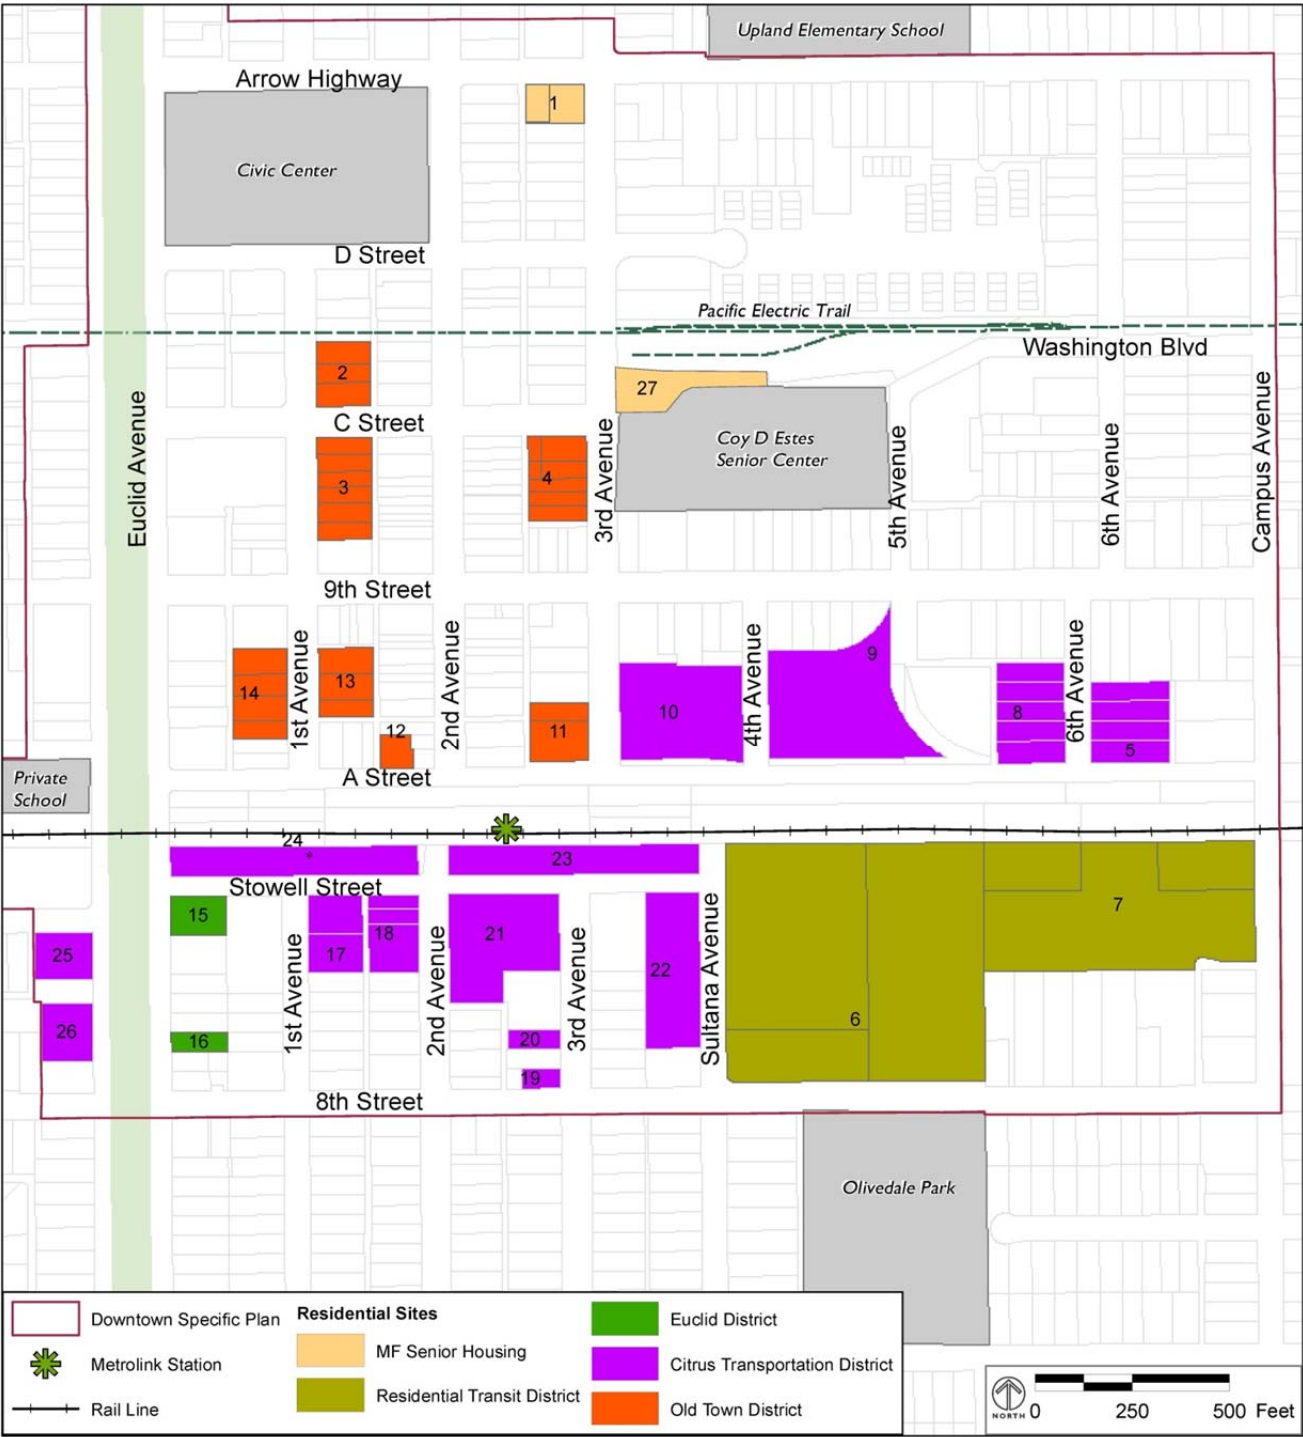 Upland Elementary School
Arrow Highway
1
Civic Center
D Street
Pacific Electric Trail
Washington Blvd
2
27
C Street
Euclid Avenue
3
4
3rd Avenue
Coy D Estes
Senior Center
5th Avenue
6th Avenue
Campus Avenue
9th Street
14
1st Avenue
13
12
2nd Avenue
11
10
4th Avenue
9
8
6th Avenue
5
A Street
Private
School
24
*
23
Stowell Street
15
17
18
21
22
7
25
26
16
1st Avenue
2nd Avenue
20
19
3rd Avenue
Sultana Avenue
6
8th Street
Olivedale Park
Downtown Specific Plan
Metrolink Station
Rail Line
Residential Sites
MF Senior Housing
Residential Transit District
Euclid District
Citrus Transportation District
Old Town District
NORTH
0 250 500 Feet